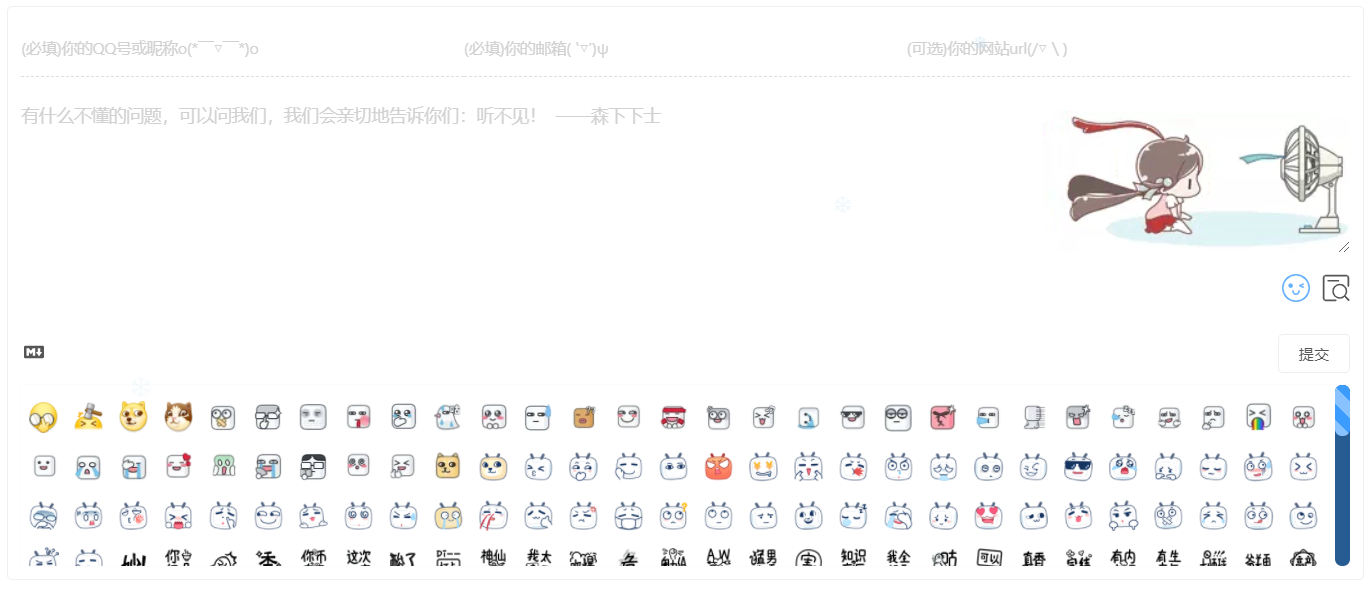 (必填)你的QQ号或昵称o(*￣▽￣*)o
(必填)你的邮箱( ‵▽′)ψ
(可选)你的网站url(/▽＼)
有什么不懂的问题，可以问我们，我们会亲切地告诉你们：听不见！ ——森下下士
M↓
提交